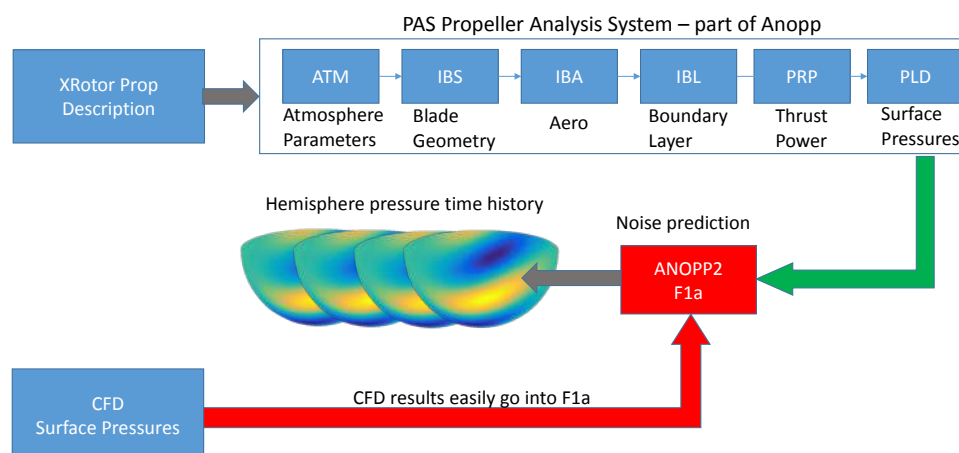 PAS Propeller Analysis System – part of Anopp
XRotor Prop
Description
ATM
IBS
IBA
IBL
PRP
PLD
Atmosphere
Parameters
Blade
Geometry
Aero
Boundary
Layer
Thrust
Power
Surface
Pressures
Hemisphere pressure time history
Noise prediction
ANOPP2
F1a
CFD
Surface Pressures
CFD results easily go into F1a